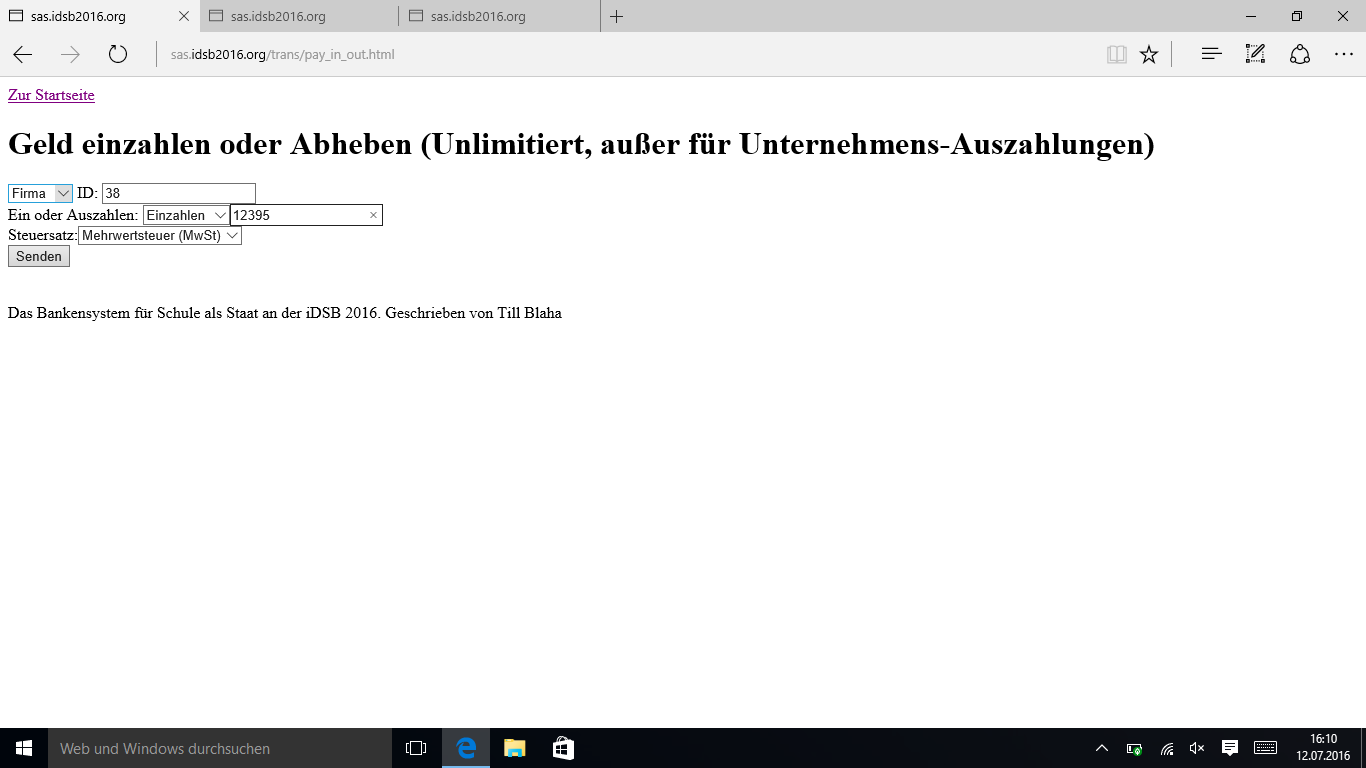 sas.idsb2016.org sas.idsb2016.org sas.idsb2016.org
sas.idsb2016.org/trans/pay_in_out.html
Zur Startseite
Geld einzahlen oder Abheben (Unlimitiert, außer für Unternehmens-Auszahlungen)
Firma ID: 38
Ein oder Auszahlen: Einzahlen 12395
Steuersatz: Mehrwertsteuer (MwSt)
Senden
Das Bankensystem für Schule als Staat an der iDSB 2016. Geschrieben von Till Blaha
Web und Windows durchsuchen
16:10
12.07.2016